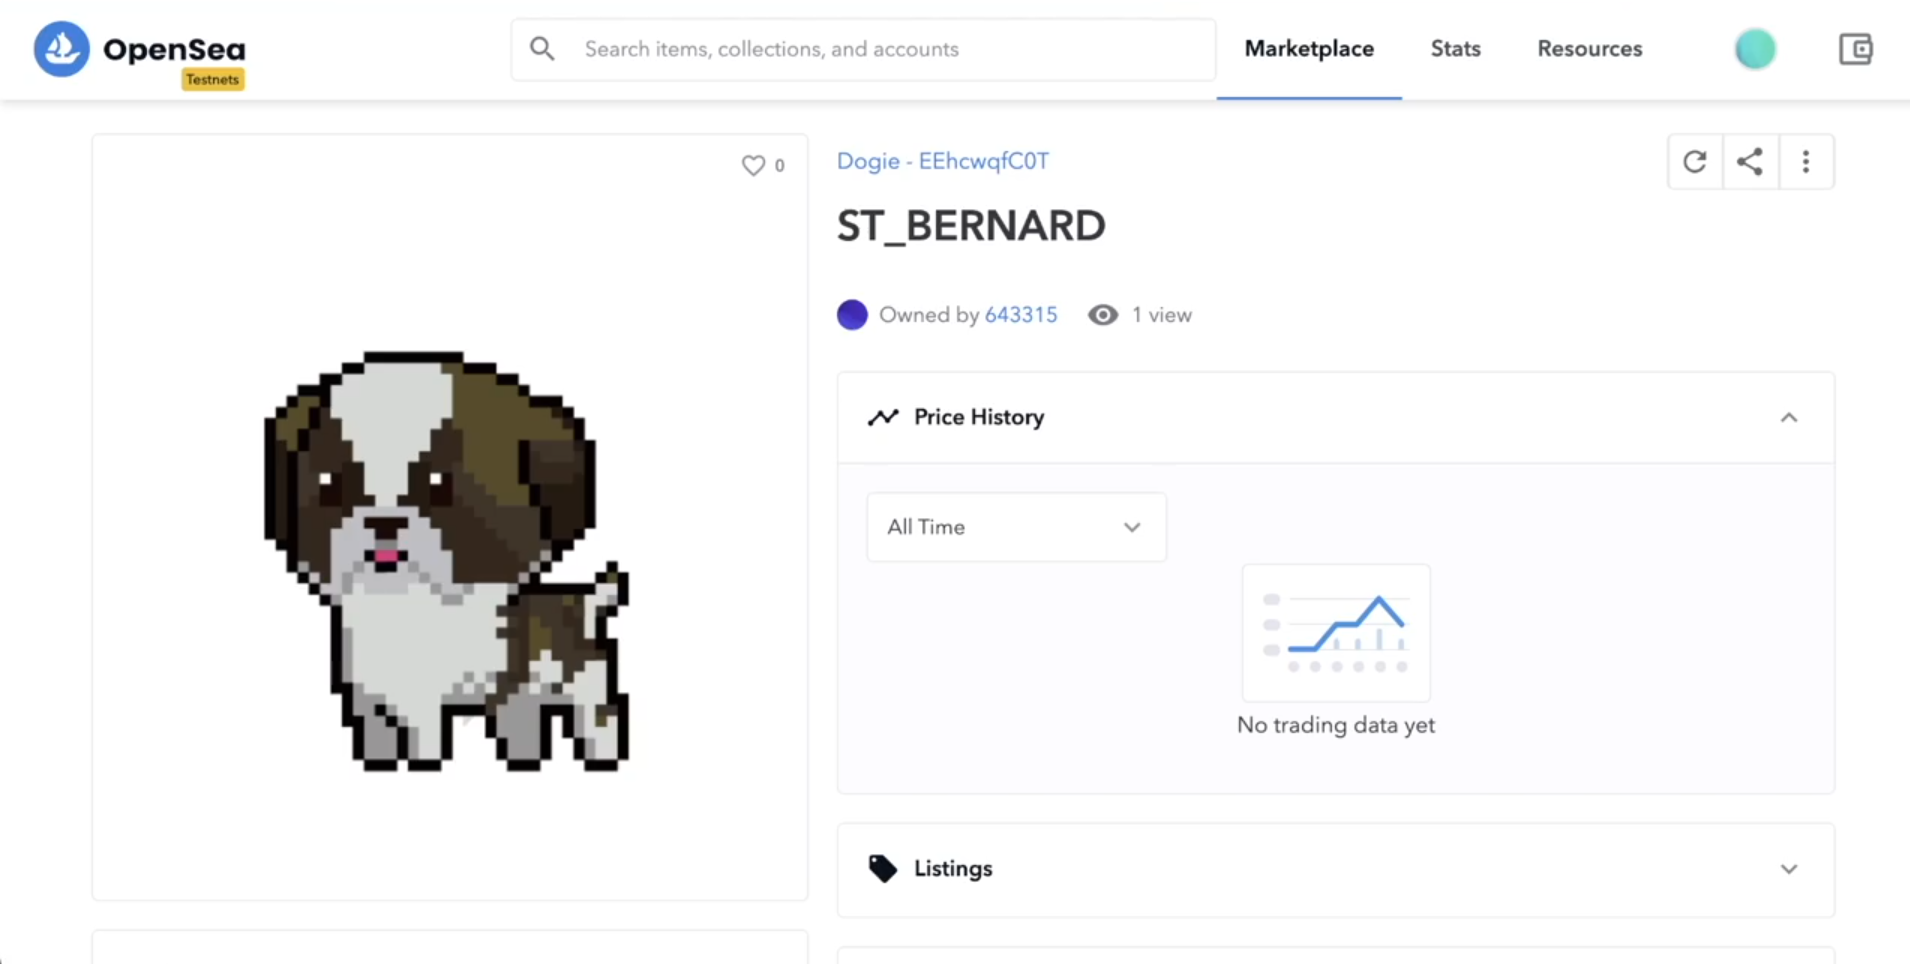 OpenSea
Testnets
Search items, collections, and accounts
Marketplace
Stats
Resources
0
Dogie - EEhcwqfC0T
ST_BERNARD
Owned by 643315
1 view
Price History
All Time
No trading data yet
Listings